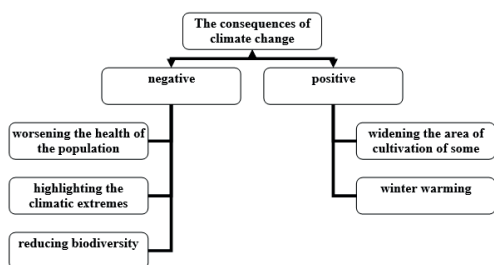 The consequences of
climate change
negative
positive
worsening the health of
the population
widening the area of
cultivation of some
highlighting the
climatic extremes
winter warming
reducing biodiversity